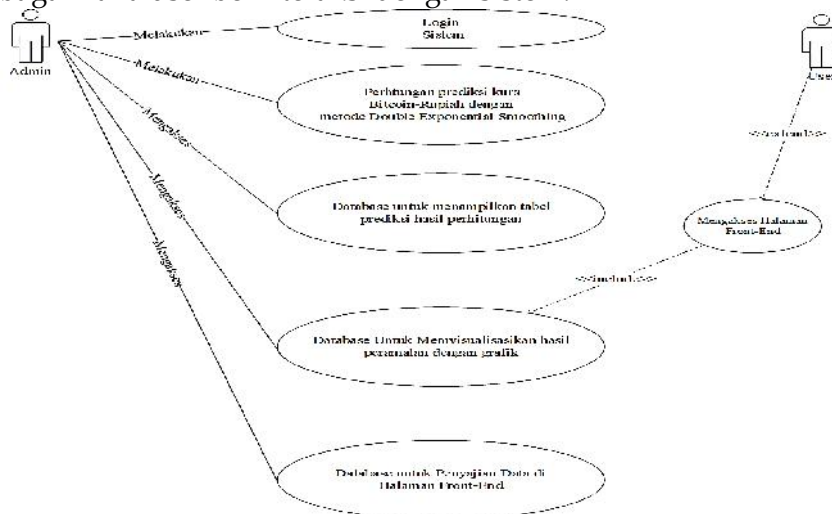 Login
Sistem
Admin
User
Melakukan
Melakukan
Perhitungan prediksi kurs
Bitcoin-Rupiah dengan
metode Double Exponential Smoothing
Mengakses
<<extend>>
Mengakses
Database untuk menampilkan tabel
prediksi hasil perhitungan
Mengakses Halaman
Front-End
Mengakses
<<include>>
Database Untuk Memvisualisasikan hasil
peramalan dengan grafik
Database untuk Penyajian Data di
Halaman Front-End